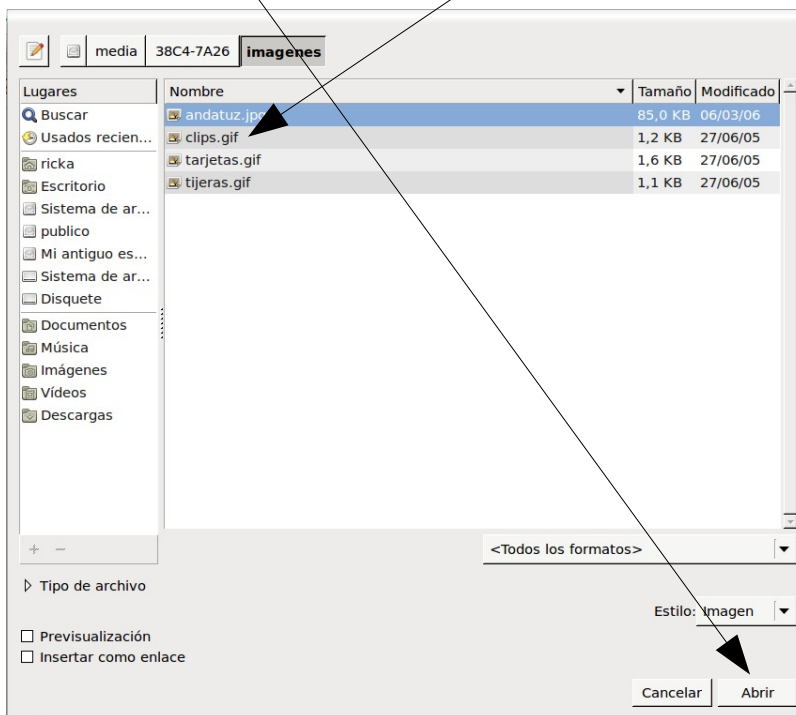 media 38C4-7A26 imagenes
Lugares Nombre Tamaño Modificado
Buscar andatuz.jpg 85,0 KB 06/03/06
Usados recien... clips.gif 1,2 KB 27/06/05
ricka tarjetas.gif 1,6 KB 27/06/05
Escritorio tijeras.gif 1,1 KB 27/06/05
Sistema de ar...
publico
Mi antiguo es...
Sistema de ar...
Disquete
Documentos
Música
Imágenes
Vídeos
Descargas
<Todos los formatos>
Tipo de archivo
Estilo: Imagen
Previsualización
Insertar como enlace
Cancelar Abrir